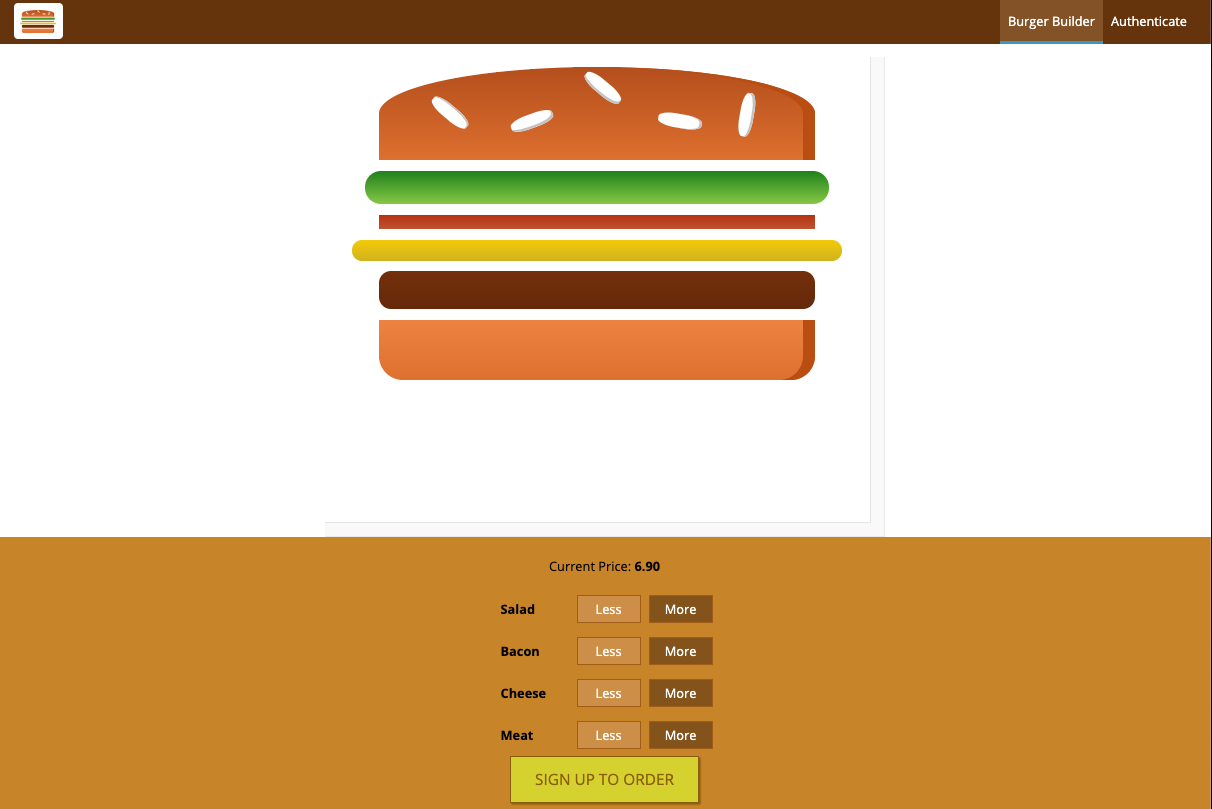 Burger Builder Authenticate
Current Price: 6.90
Salad Less More
Bacon Less More
Cheese Less More
Meat Less More
SIGN UP TO ORDER